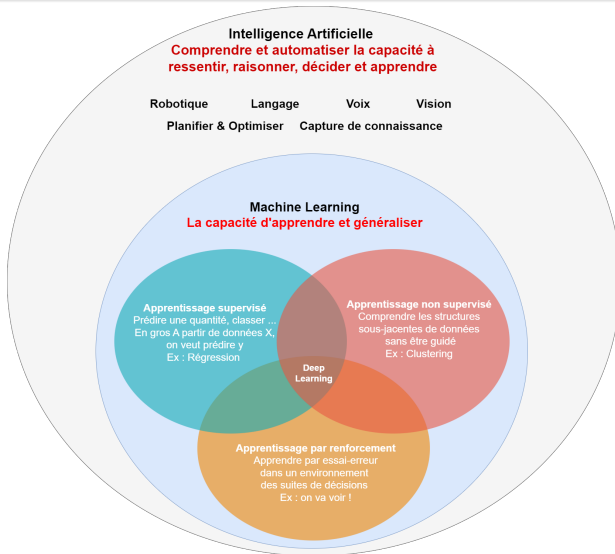 Intelligence Artificielle
Comprendre et automatiser la capacité à
ressentir, raisonner, décider et apprendre
Robotique Langage Voix Vision
Planifier & Optimiser Capture de connaissance
Machine Learning
La capacité d'apprendre et généraliser
Apprentissage supervisé
Prédire une quantité, classer ...
En gros A partir de données X,
on veut prédire y
Ex : Régression
Apprentissage non supervisé
Comprendre les structures
sous-jacentes de données
sans être guidé
Ex : Clustering
Deep
Learning
Apprentissage par renforcement
Apprendre par essai-erreur
dans un environnement
des suites de décisions
Ex : on va voir !